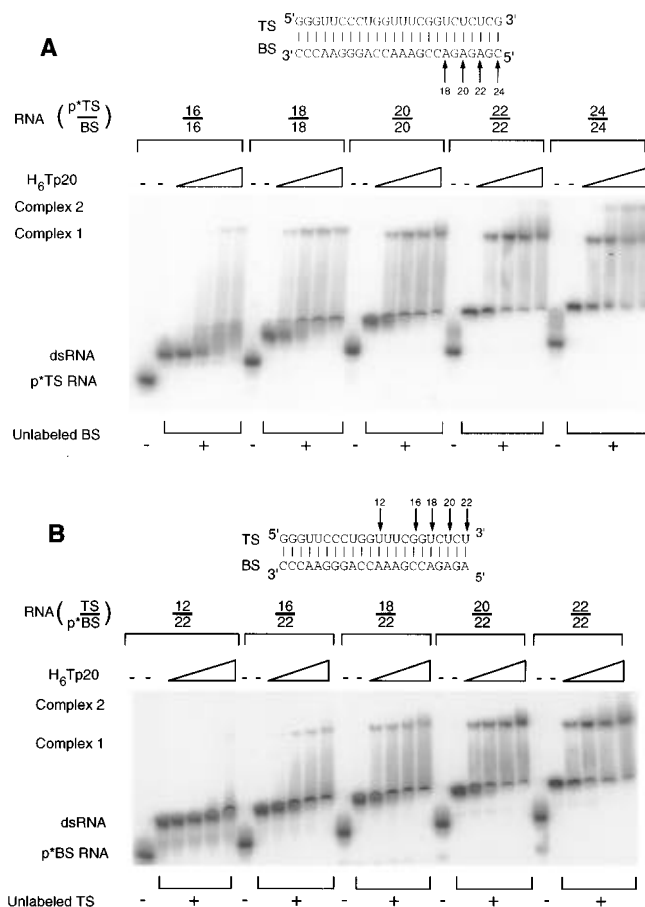 A
TS 5' GGGUUCCCUGGUUUCGGUCUCUCG 3'
BS 3' CCCAAGGGACCAAAGCCAGAGAGC 5'
18 20 22 24
RNA (p*TS/BS) 16/16 18/18 20/20 22/22 24/24
H6Tp20 - - - - - - - - - -
Complex 2
Complex 1
dsRNA
p*TS RNA
Unlabeled BS - + - + - + - + - +
B
12 16 18 20 22
TS 5' GGGUUCCCUGGUUUCGGUCUCU 3'
BS 3' CCCAAGGGACCAAAGCCAGAGA 5'
RNA (TS/p*BS) 12/22 16/22 18/22 20/22 22/22
H6Tp20 - - - - - - - - - -
Complex 2
Complex 1
dsRNA
p*BS RNA
Unlabeled TS - + - + - + - + - +